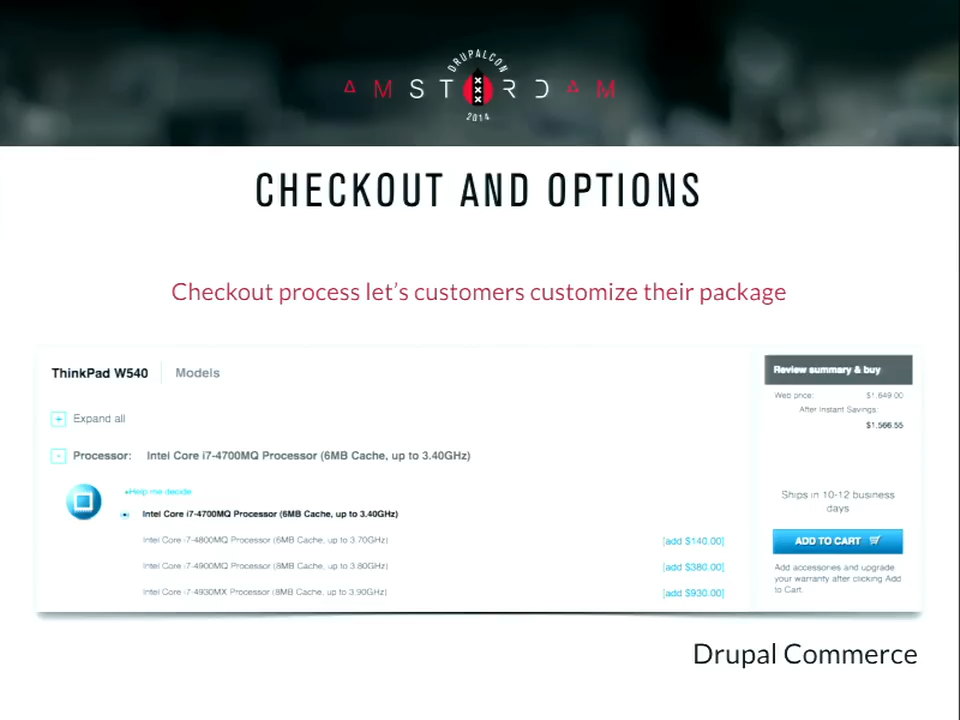 DRUPALCON
AMSTERDAM
2014
CHECKOUT AND OPTIONS
Checkout process let's customers customize their package
ThinkPad W540
Models
Expand all
Processor: Intel Core i7-4700MQ Processor (6MB Cache, up to 3.40GHz)
+Help me decide
Intel Core i7-4700MQ Processor (6MB Cache, up to 3.40GHz)
Intel Core i7-4800MQ Processor (6MB Cache, up to 3.70GHz) [add $140.00]
Intel Core i7-4900MQ Processor (8MB Cache, up to 3.80GHz) [add $380.00]
Intel Core i7-4930MX Processor (8MB Cache, up to 3.90GHz) [add $930.00]
Review summary & buy
Web price: $1,649.00
After Instant Savings:
$1,566.55
Ships in 10-12 business
days
ADD TO CART
Add accessories and upgrade
your warranty after clicking Add
to Cart.
Drupal Commerce